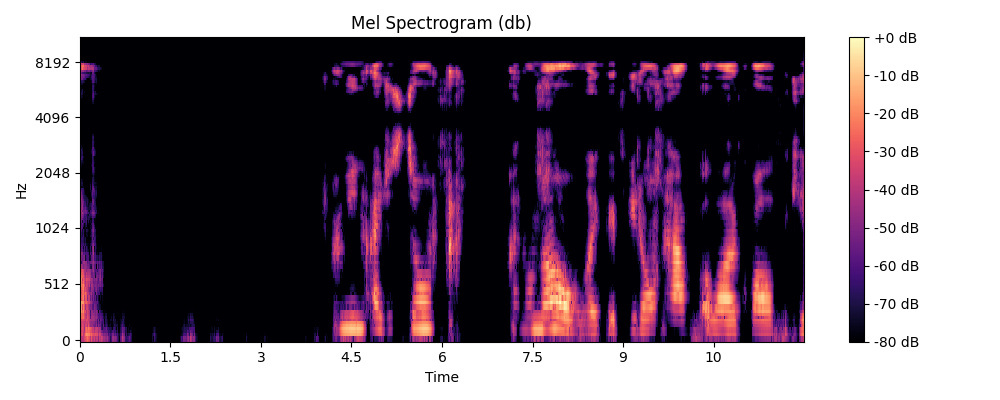 Mel Spectrogram (db)
Hz
8192
4096
2048
1024
512
0
0 1.5 3 4.5 6 7.5 9 10
Time
+0 dB
-10 dB
-20 dB
-30 dB
-40 dB
-50 dB
-60 dB
-70 dB
-80 dB